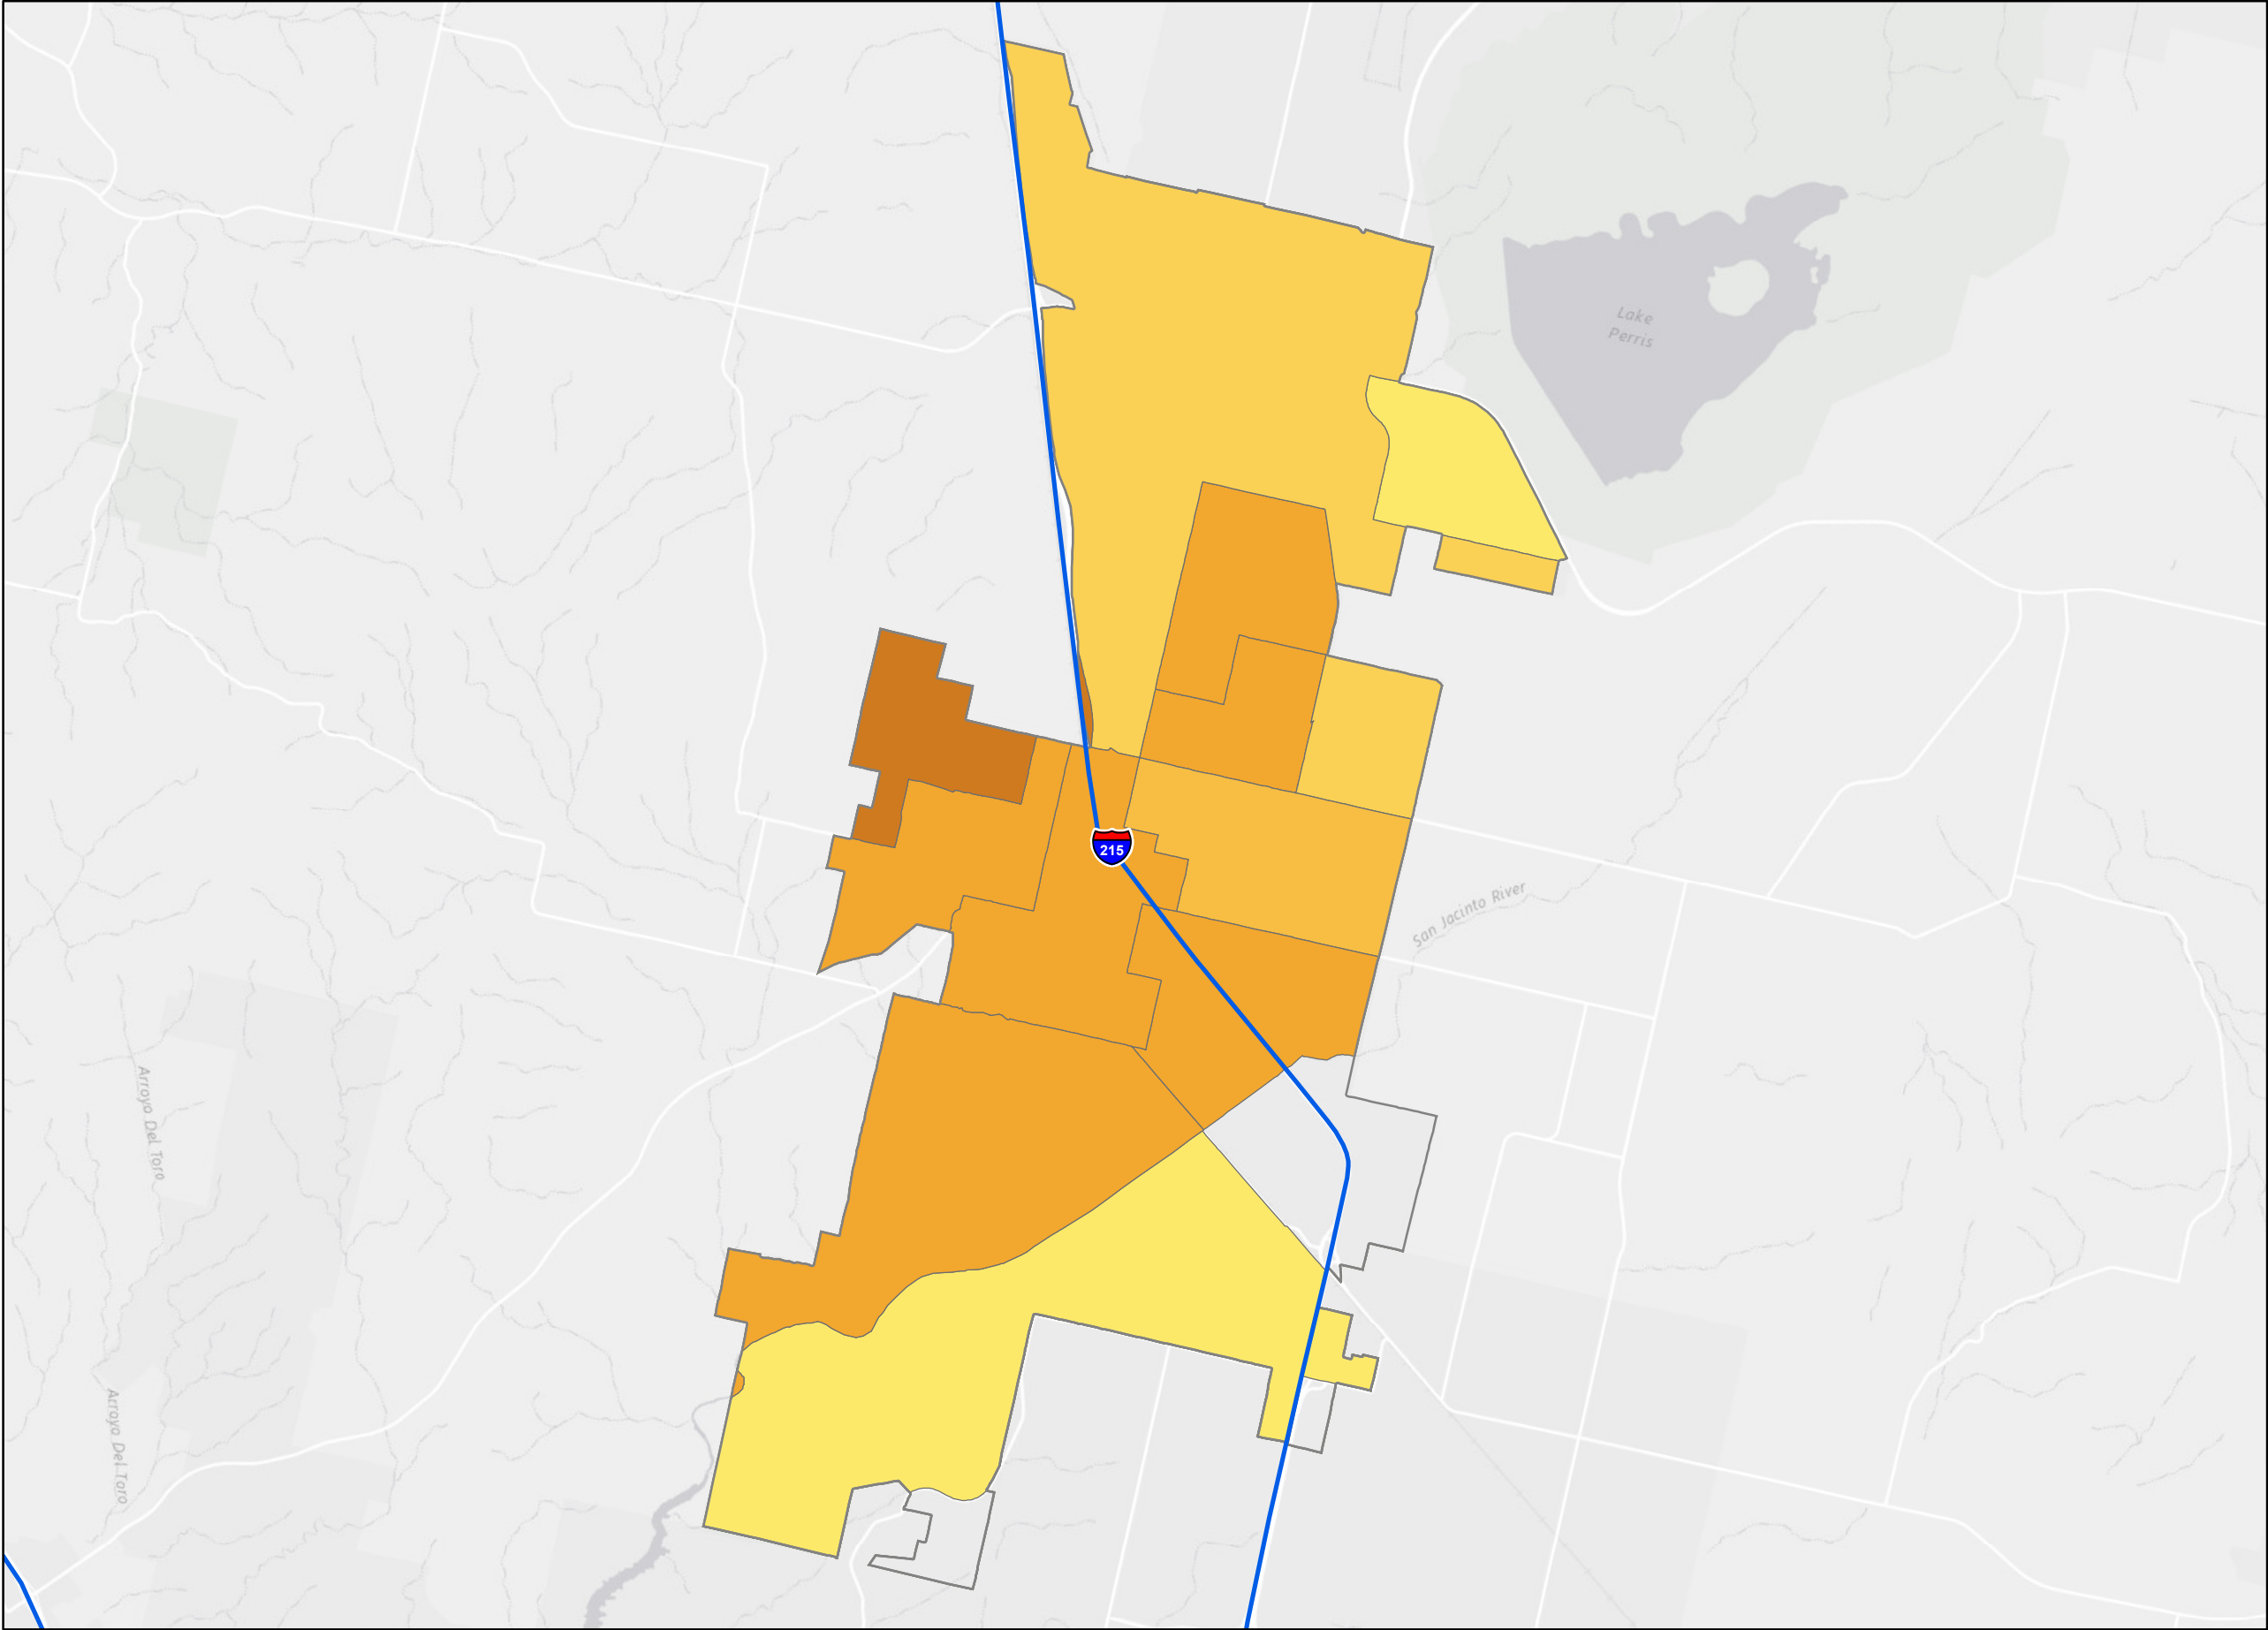 Lake
Perris
215
San Jacinto River
Arroyo Del Toro
Arroyo Del Toro